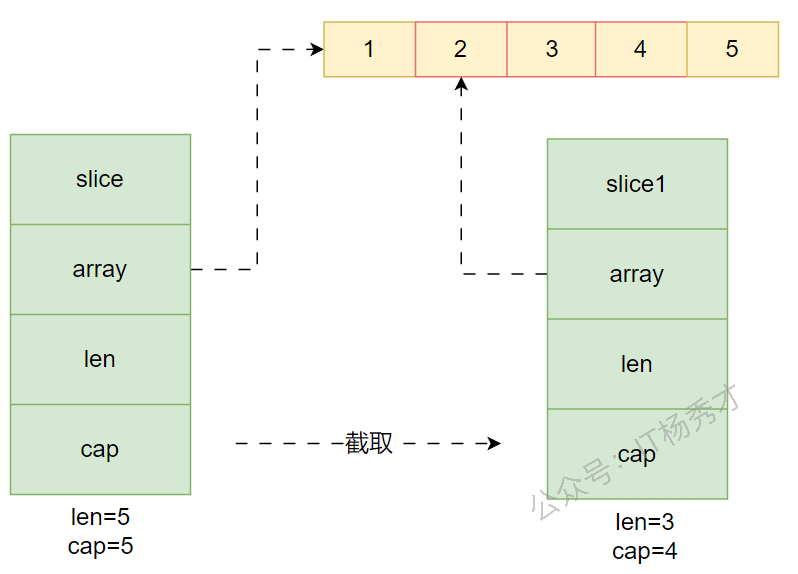 1 2 3 4 5
slice
array
len
cap
len=5
cap=5
截取
slice1
array
len
cap
len=3
cap=4
公众号：IT杨秀才